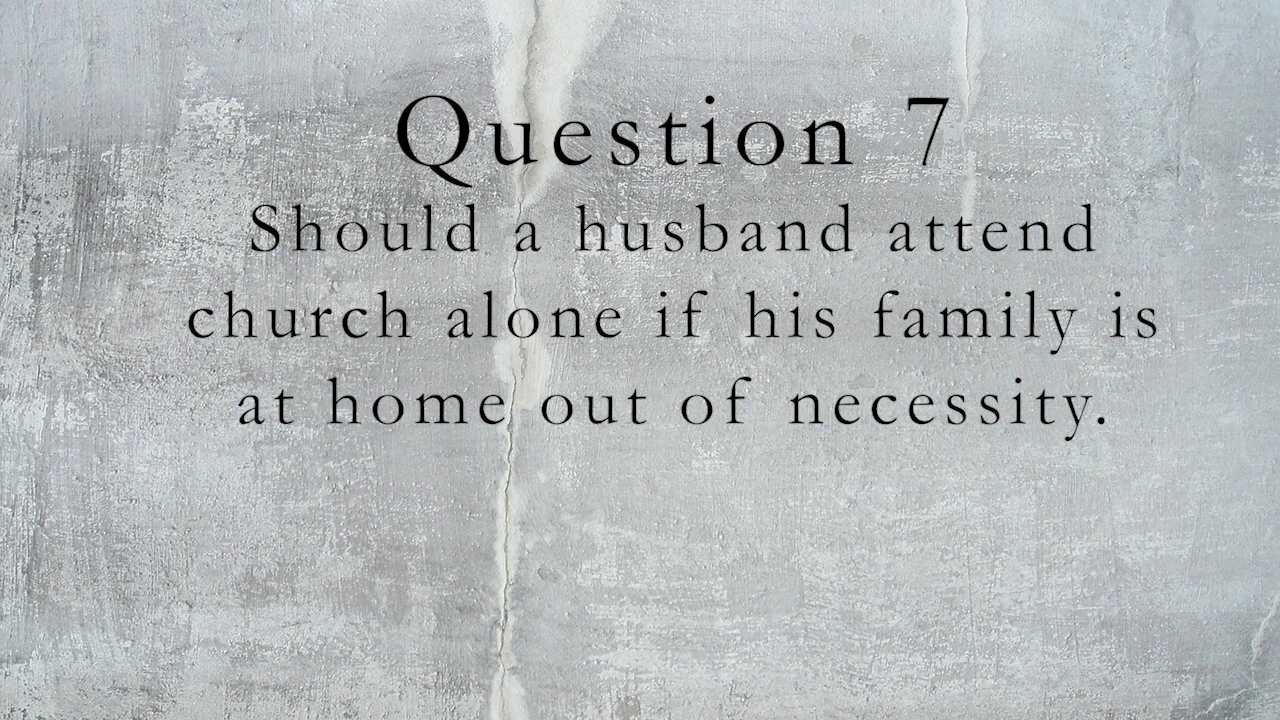 Question 7
Should a husband attend
church alone if his family is
at home out of necessity.